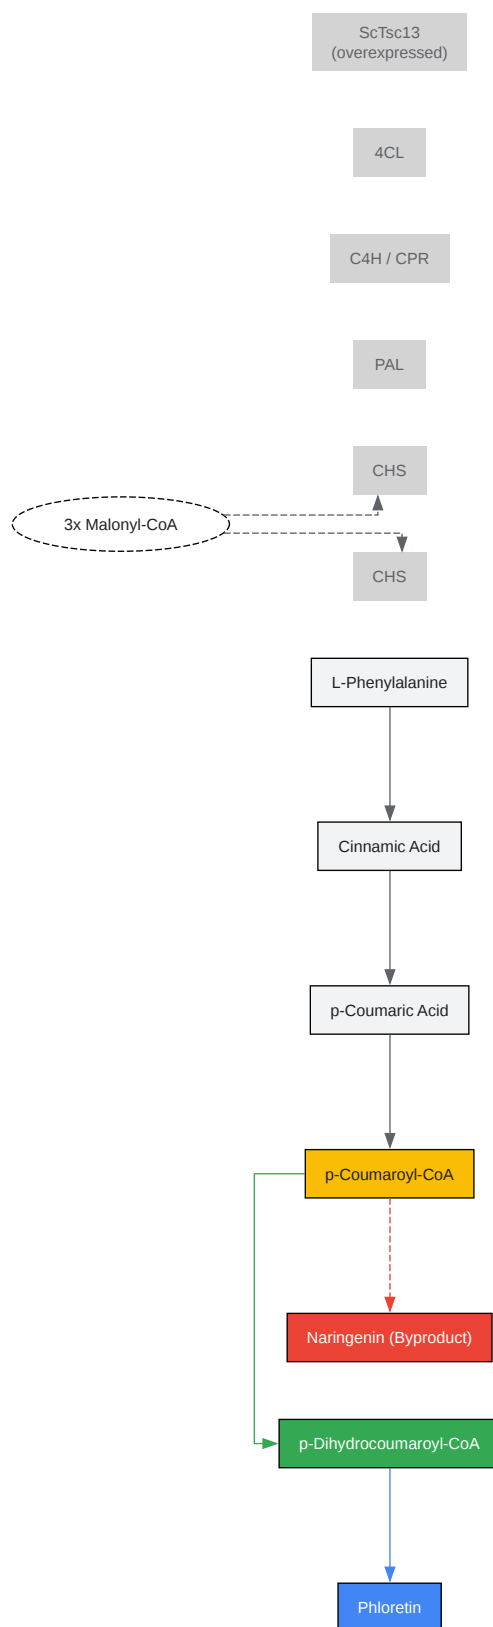 ScTsc13
(overexpressed)
4CL
C4H / CPR
PAL
CHS
3x Malonyl-CoA
CHS
L-Phenylalanine
Cinnamic Acid
p-Coumaric Acid
p-Coumaroyl-CoA
Naringenin (Byproduct)
p-Dihydrocoumaroyl-CoA
Phloretin